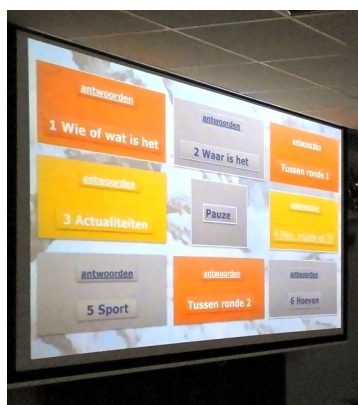 antwoorden
1 Wie of wat is het
antwoorden
2 Waar is het
antwoorden
Tussen ronde 1
antwoorden
3 Actualiteiten
Pauze
antwoorden
4 Film, muziek en TV
antwoorden
5 Sport
antwoorden
Tussen ronde 2
antwoorden
6 Hoeven